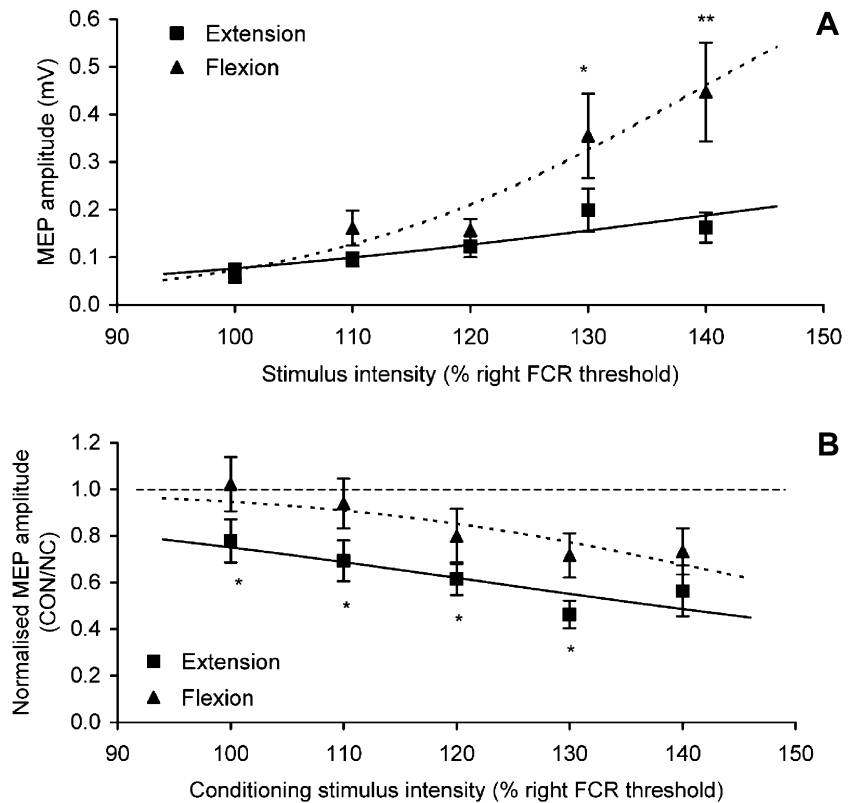 A
Extension
Flexion
**
*
MEP amplitude (mV)
0.6
0.5
0.4
0.3
0.2
0.1
0.0
90 100 110 120 130 140 150
Stimulus intensity (% right FCR threshold)
B
Normalised MEP amplitude
(CON/NC)
1.2
1.0
0.8
0.6
0.4
0.2
0.0
* * * *
Extension
Flexion
90 100 110 120 130 140 150
Conditioning stimulus intensity (% right FCR threshold)